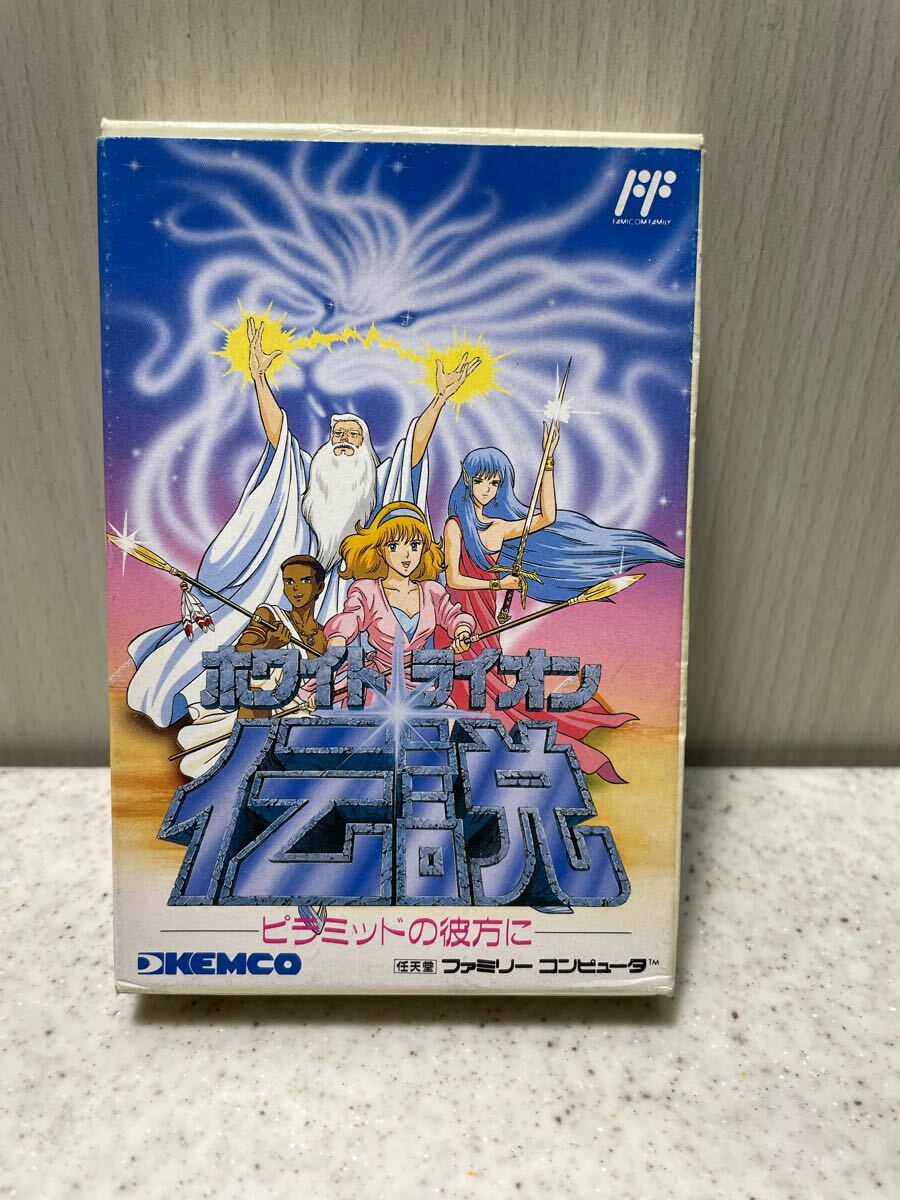 FAMICOM FAMILY
ホワイトライオン
伝説
ピラミッドの彼方に
KEMCO
任天堂 ファミリー コンピュータ™